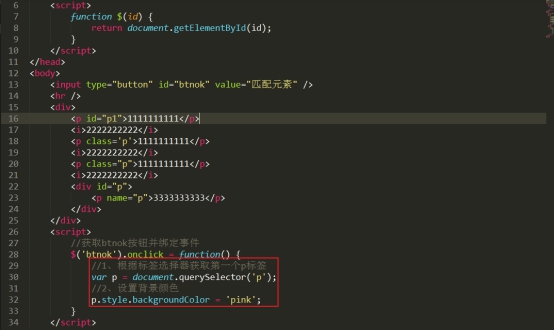 6 <script>
7 function $(id) {
8 return document.getElementById(id);
9 }
10 </script>
11 </head>
12 <body>
13 <input type="button" id="btnok" value="匹配元素" />
14 <hr />
15 <div>
16 <p id="p1">1111111111</p>
17 <i>2222222222</i>
18 <p class='p'>1111111111</p>
19 <i>2222222222</i>
20 <p class="p">1111111111</p>
21 <i>2222222222</i>
22 <div id="p">
23 <p name="p">3333333333</p>
24 </div>
25 </div>
26 <script>
27 //获取btnok按钮并绑定事件
28 $('btnok').onclick = function() {
29 //1、根据标签选择器获取第一个p标签
30 var p = document.querySelector('p');
31 //2、设置背景颜色
32 p.style.backgroundColor = 'pink';
33 }
34 </script>